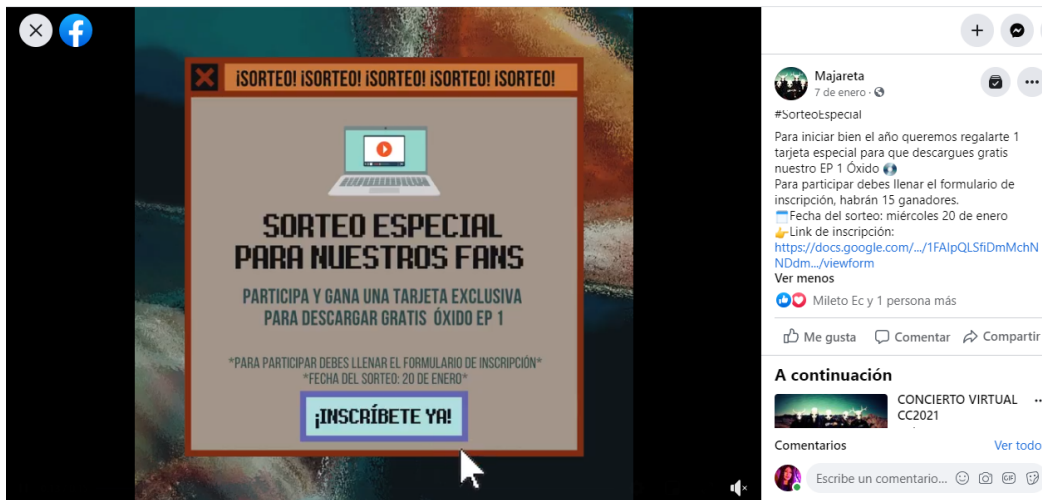 ¡SORTEO! ¡SORTEO! ¡SORTEO! ¡SORTEO! ¡SORTEO!
SORTEO ESPECIAL
PARA NUESTROS FANS
PARTICIPA Y GANA UNA TARJETA EXCLUSIVA
PARA DESCARGAR GRATIS ÓXIDO EP 1
*PARA PARTICIPAR DEBES LLENAR EL FORMULARIO DE INSCRIPCIÓN*
*FECHA DEL SORTEO: 20 DE ENERO*
¡INSCRÍBETE YA!
Majareta
7 de enero ·
#SorteoEspecial
Para iniciar bien el año queremos regalarte 1
tarjeta especial para que descargues gratis
nuestro EP 1 Óxido
Para participar debes llenar el formulario de
inscripción, habrán 15 ganadores.
Fecha del sorteo: miércoles 20 de enero
Link de inscripción:
https://docs.google.com/.../1FAIpQLSfiDmMchN
NDdm.../viewform
Ver menos
Mileto Ec y 1 persona más
Me gusta Comentar Compartir
A continuación
CONCIERTO VIRTUAL
CC2021
Comentarios Ver todo
Escribe un comentario... GIF